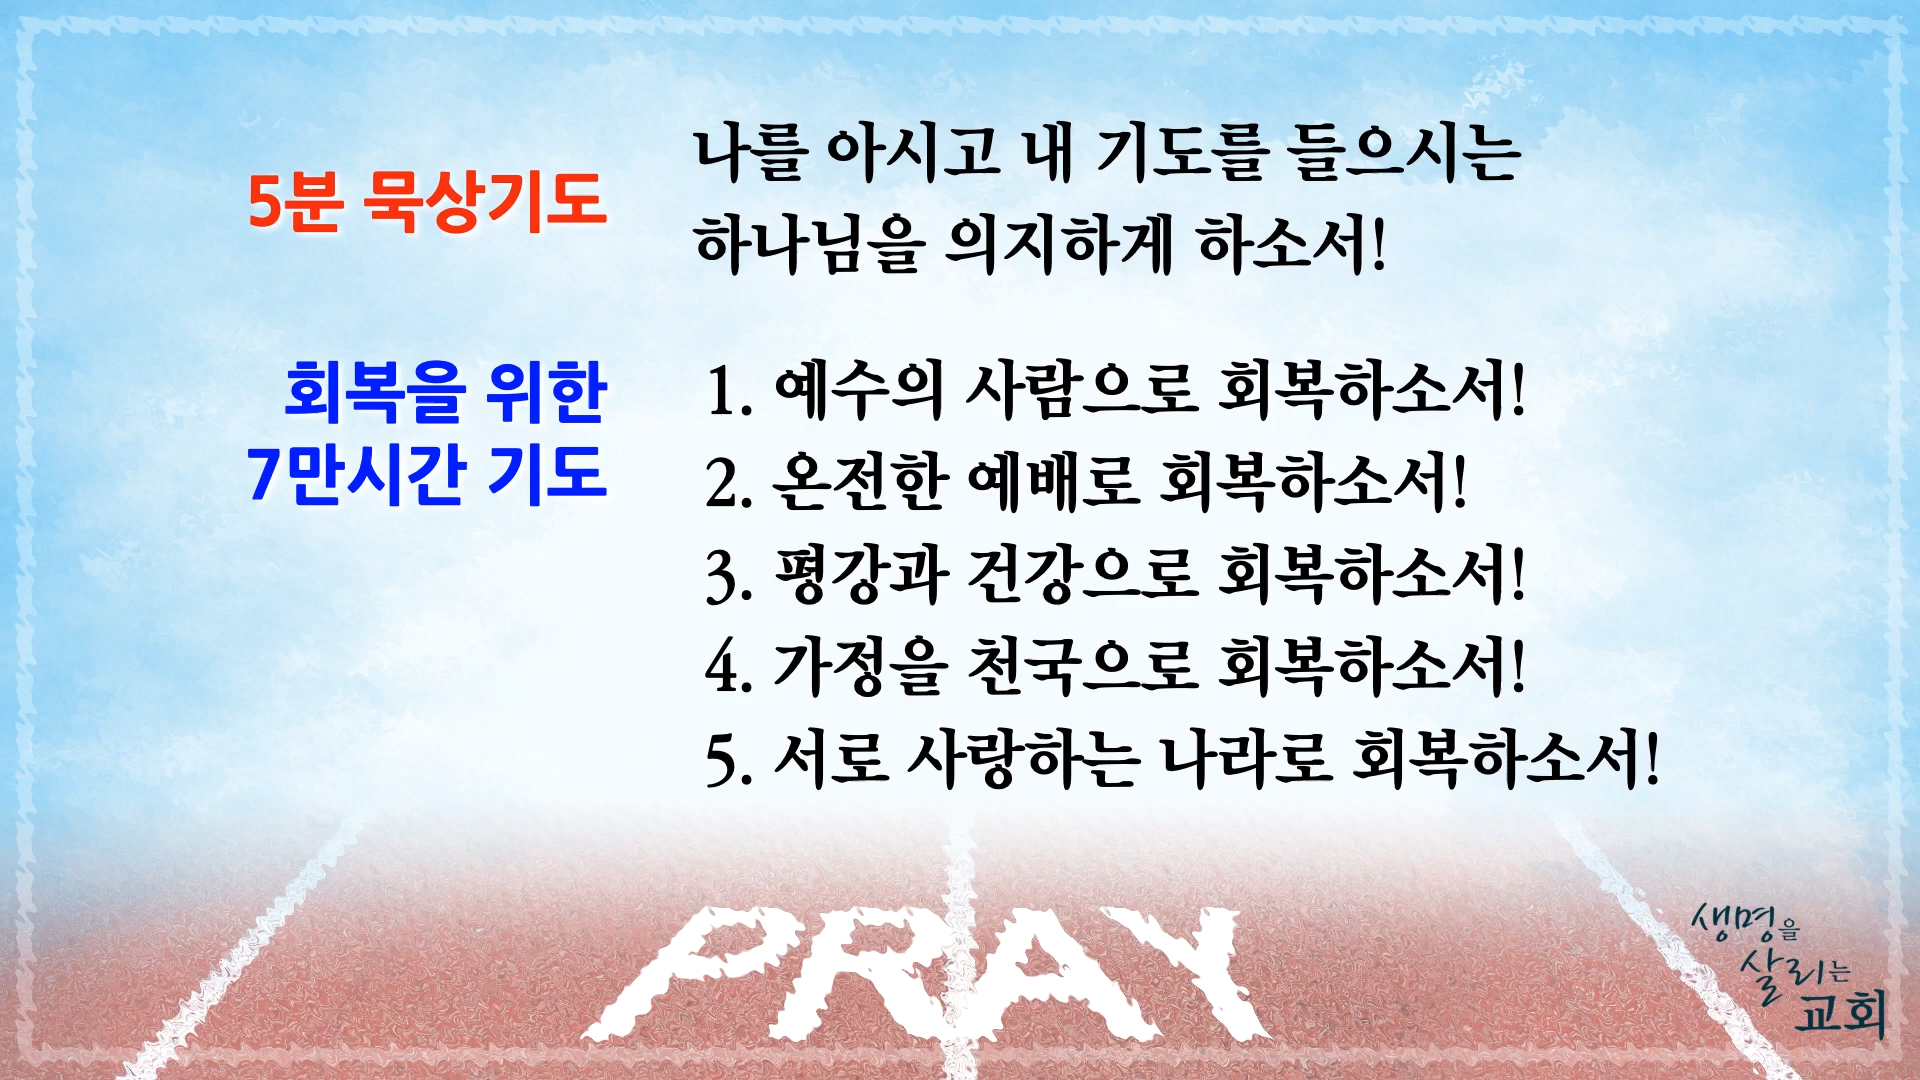 5분 묵상기도
나를 아시고 내 기도를 들으시는
하나님을 의지하게 하소서!
회복을 위한
7만시간 기도
1. 예수의 사람으로 회복하소서!
2. 온전한 예배로 회복하소서!
3. 평강과 건강으로 회복하소서!
4. 가정을 천국으로 회복하소서!
5. 서로 사랑하는 나라로 회복하소서!
PRAY
생명을
살리는
교회